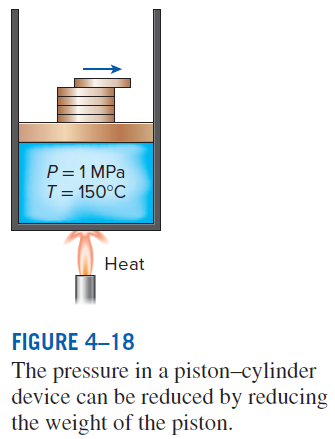 P = 1 MPa
T = 150°C
Heat
FIGURE 4–18
The pressure in a piston–cylinder
device can be reduced by reducing
the weight of the piston.